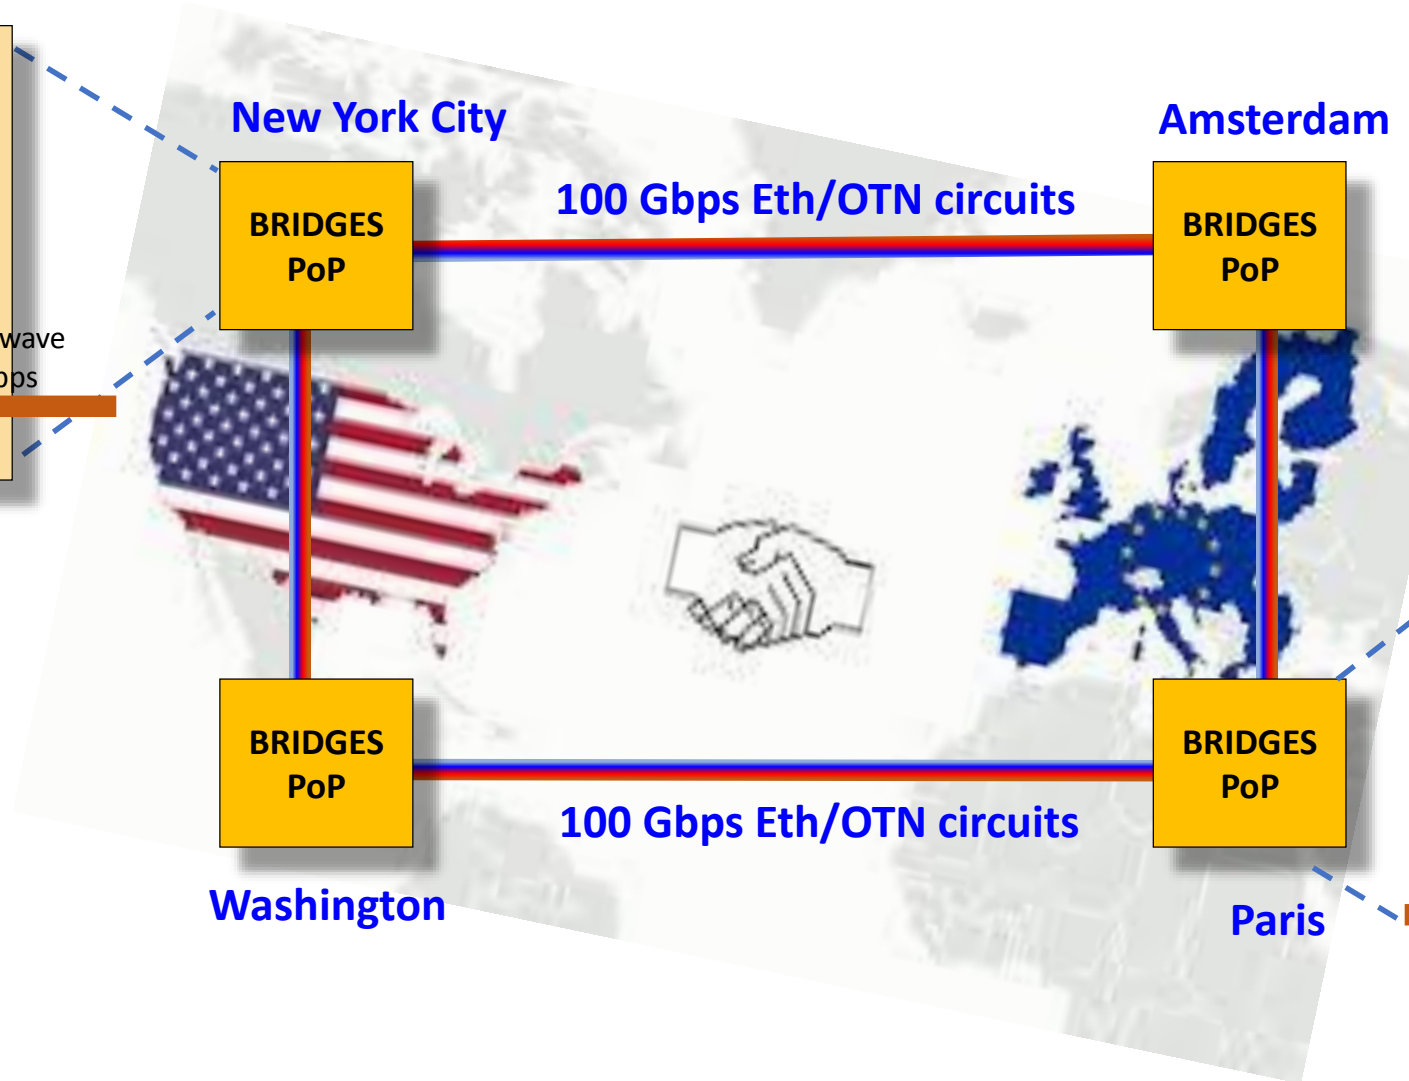 New York City
Amsterdam
BRIDGES
PoP
100 Gbps Eth/OTN circuits
BRIDGES
PoP
wave
BRIDGES
PoP
BRIDGES
PoP
100 Gbps Eth/OTN circuits
Washington
Paris